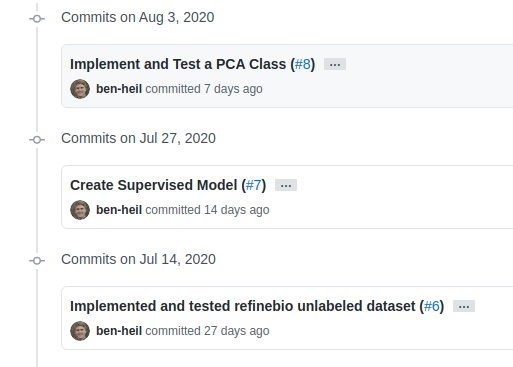 Commits on Aug 3, 2020
Implement and Test a PCA Class (#8) ...
ben-heil committed 7 days ago
Commits on Jul 27, 2020
Create Supervised Model (#7) ...
ben-heil committed 14 days ago
Commits on Jul 14, 2020
Implemented and tested refinebio unlabeled dataset (#6) ...
ben-heil committed 27 days ago